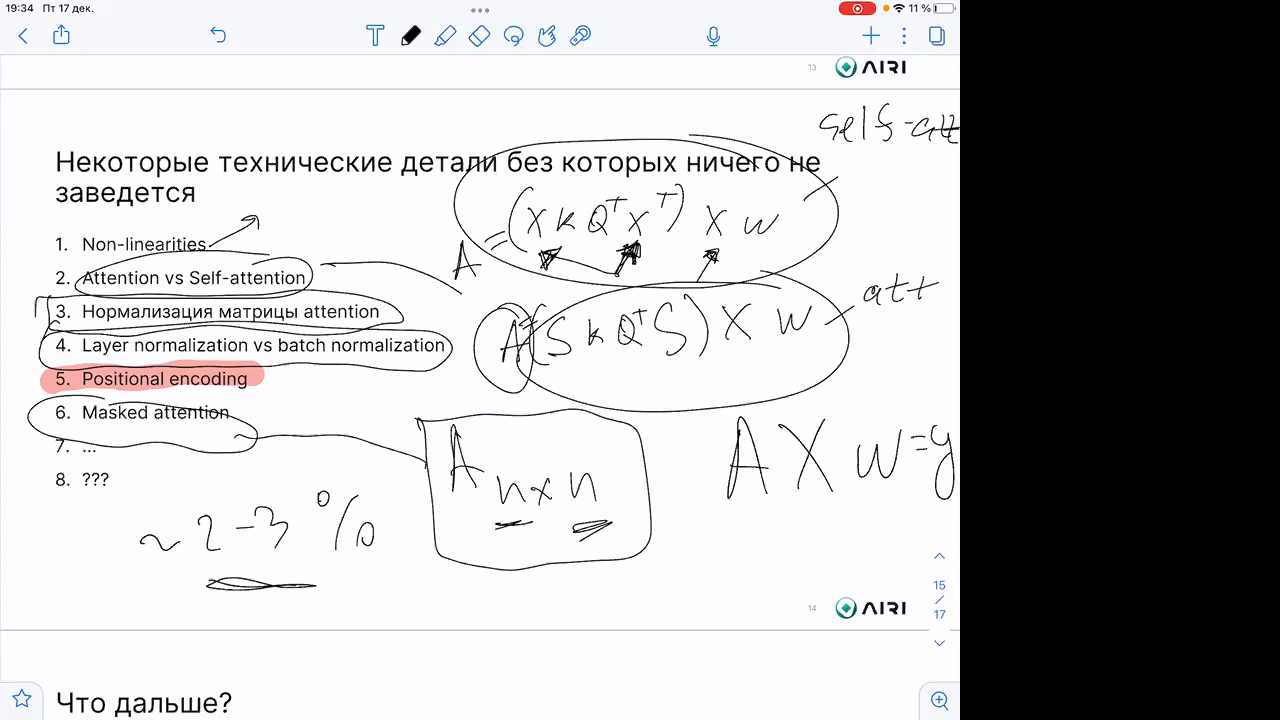 19:34 Пт 17 дек.
11 %
13 AIRI
self-att
Некоторые технические детали без которых ничего не
заведется
1. Non-linearities
2. Attention vs Self-attention
3. Нормализация матрицы attention
4. Layer normalization vs batch normalization
5. Positional encoding
6. Masked attention
7. ...
8. ???
A = (X K Qᵀ Xᵀ) X W
A = (S K Qᵀ S) X W
att
A n×n
A X W = y
~ 2-3 %
15
/
17
14 AIRI
Что дальше?